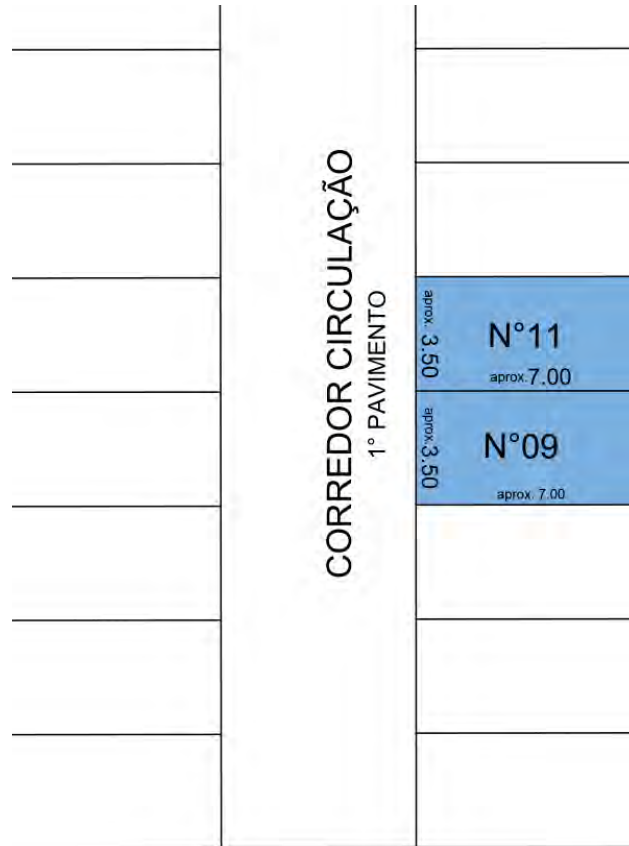 CORREDOR CIRCULAÇÃO
1° PAVIMENTO
aprox. 3.50
N°11
aprox.7.00
aprox.3.50
N°09
aprox. 7.00